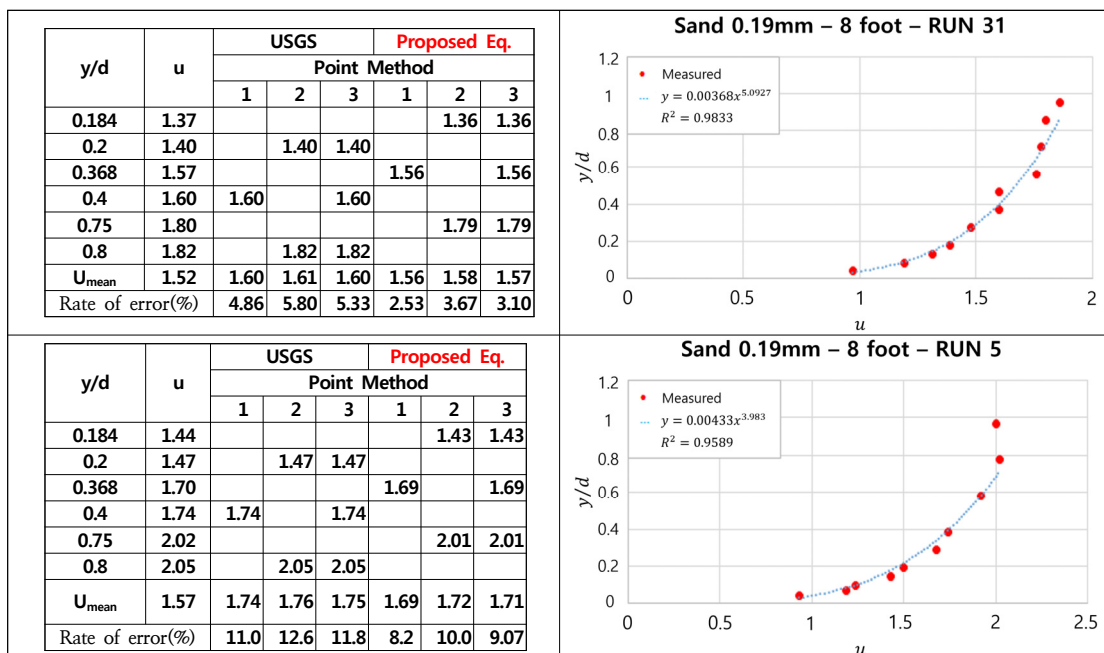 y/d u USGS Proposed Eq.
Point Method
1 2 3 1 2 3
0.184 1.37 1.36 1.36
0.2 1.40 1.40 1.40
0.368 1.57 1.56 1.56
0.4 1.60 1.60 1.60
0.75 1.80 1.79 1.79
0.8 1.82 1.82 1.82
Umean 1.52 1.60 1.61 1.60 1.56 1.58 1.57
Rate of error(%) 4.86 5.80 5.33 2.53 3.67 3.10
Sand 0.19mm – 8 foot – RUN 31
Measured
y = 0.00368x^5.0927
R² = 0.9833
y/d
1.2
1
0.8
0.6
0.4
0.2
0
0 0.5 1 1.5 2
u
y/d u USGS Proposed Eq.
Point Method
1 2 3 1 2 3
0.184 1.44 1.43 1.43
0.2 1.47 1.47 1.47
0.368 1.70 1.69 1.69
0.4 1.74 1.74 1.74
0.75 2.02 2.01 2.01
0.8 2.05 2.05 2.05
Umean 1.57 1.74 1.76 1.75 1.69 1.72 1.71
Rate of error(%) 11.0 12.6 11.8 8.2 10.0 9.07
Sand 0.19mm – 8 foot – RUN 5
Measured
y = 0.00433x^3.983
R² = 0.9589
y/d
1.2
1
0.8
0.6
0.4
0.2
0
0 0.5 1 1.5 2 2.5
u